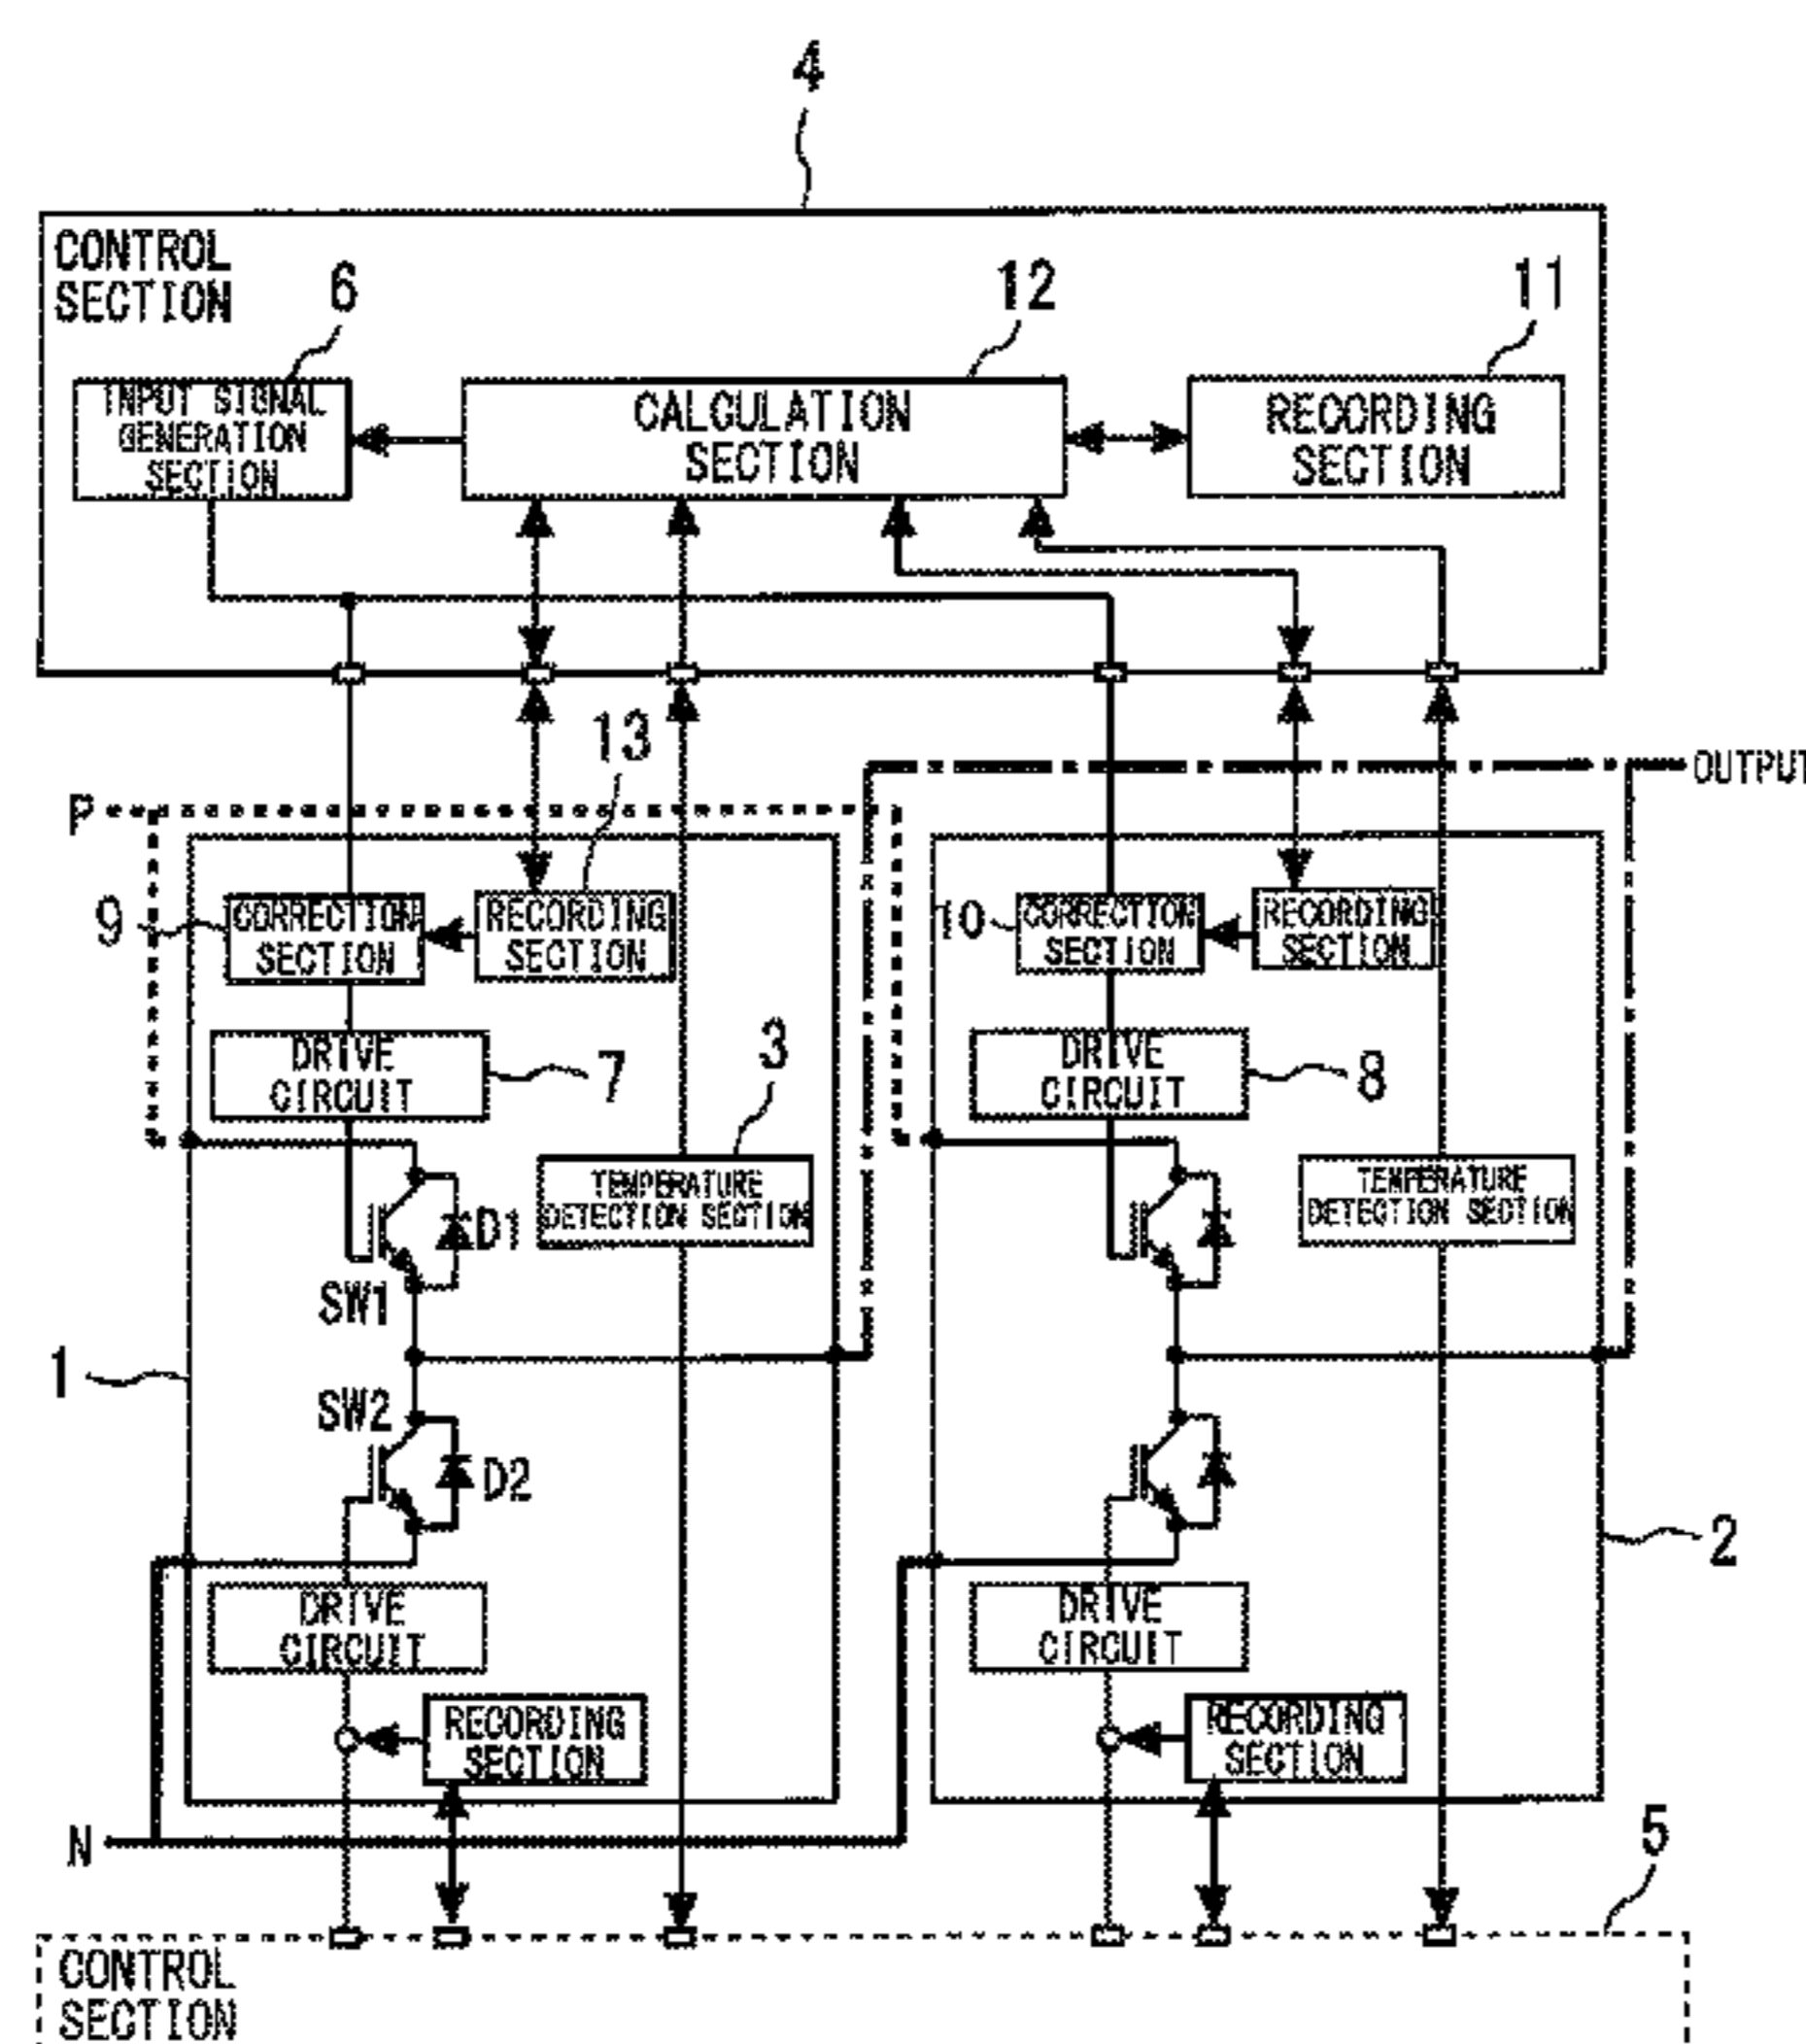 4
CONTROL
SECTION
6
12
11
INPUT SIGNAL
GENERATION
SECTION
CALGULATION
SECTION
RECORDING
SECTION
13
OUTPUT
P
9
CORRECTION
SECTION
RECORDING
SECTION
10
CORRECTION
SECTION
RECORDING
SECTION
DRIVE
CIRCUIT
7
3
DRIVE
CIRCUIT
8
TEMPERATURE
DETECTION SECTION
TEMPERATURE
DETECTION SECTION
D1
SW1
1
SW2
D2
2
DRIVE
CIRCUIT
DRIVE
CIRCUIT
RECORDING
SECTION
RECORDING
SECTION
N
5
CONTROL
SECTION